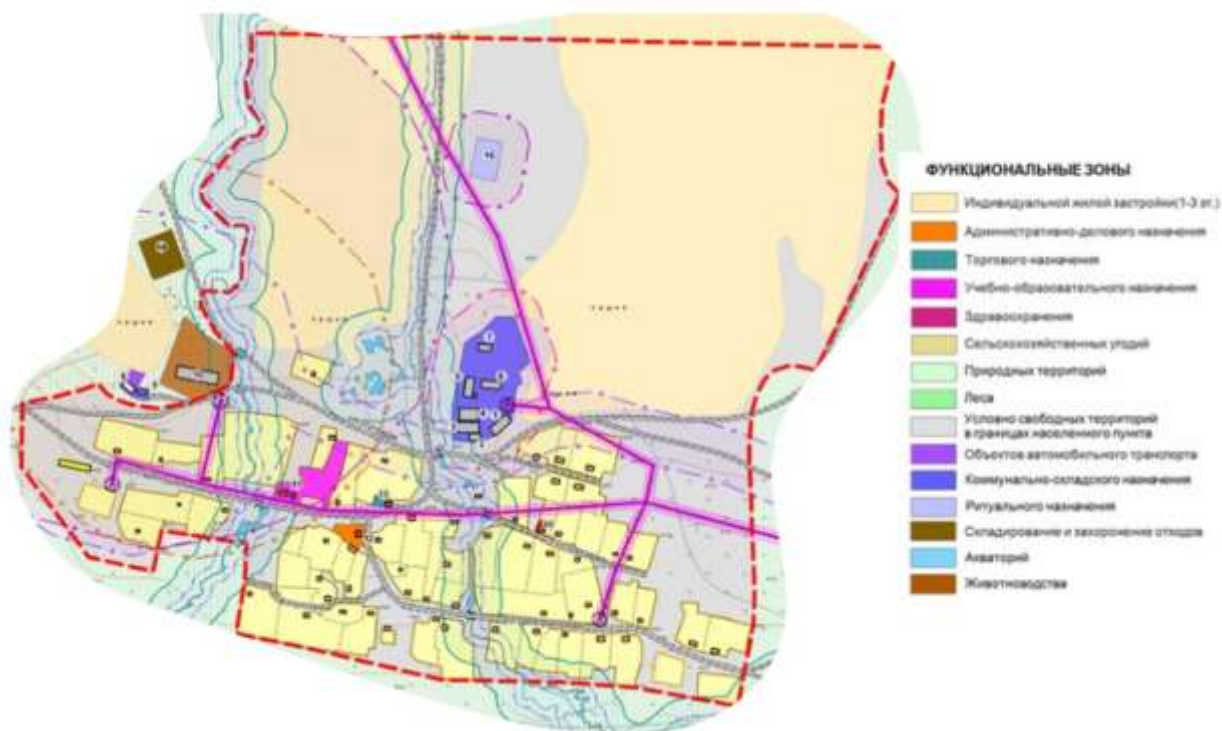 ФУНКЦИОНАЛЬНЫЕ ЗОНЫ
Индивидуальной жилой застройки(1-3 эт.)
Административно-делового назначения
Торгового назначения
Учебно-образовательного назначения
Здравоохранения
Сельскохозяйственных угодий
Природных территорий
Леса
Условно свободных территорий
в границах населенного пункта
Объектов автомобильного транспорта
Коммунально-складского назначения
Ритуального назначения
Складирование и захоронение отходов
Акваторий
Животноводства